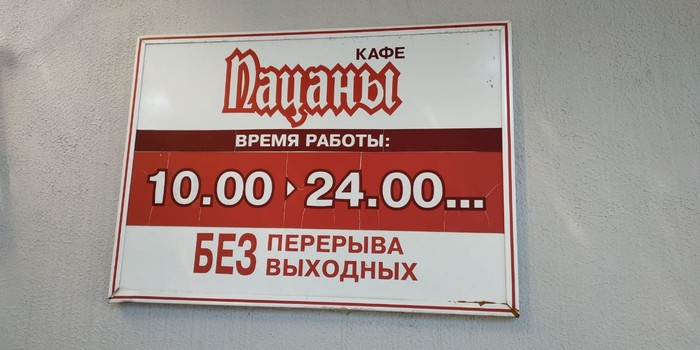 КАФЕ
Пацаны
ВРЕМЯ РАБОТЫ:
10.00 24.00...
БЕЗ ПЕРЕРЫВА
ВЫХОДНЫХ